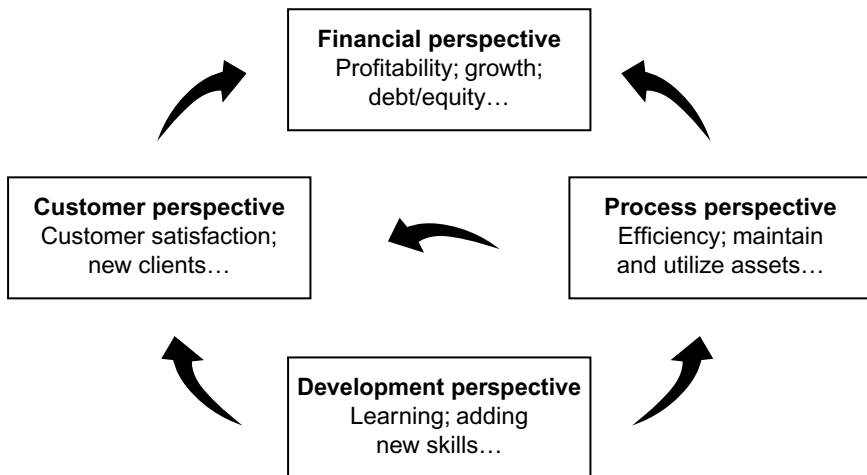 Financial perspective
Profitability; growth;
debt/equity…
Customer perspective
Customer satisfaction;
new clients…
Process perspective
Efficiency; maintain
and utilize assets…
Development perspective
Learning; adding
new skills…